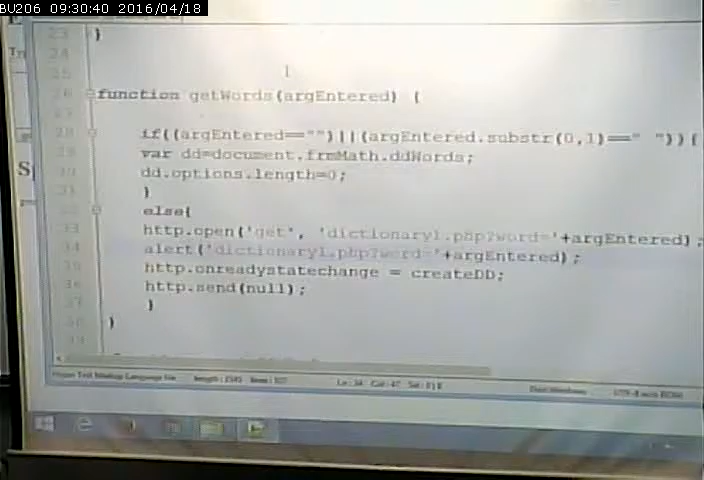 BU206 09:30:40 2016/04/18
23 }
24
25
26 function getWords(argEntered) {
27
28 if((argEntered=="")||(argEntered.substr(0,1)==" ")){
29 var dd=document.frmMath.ddWords;
30 dd.options.length=0;
31 }
32 else{
33 http.open('get', 'dictionary1.php?word='+argEntered);
34 alert('dictionary1.php?word='+argEntered);
35 http.onreadystatechange = createDD;
36 http.send(null);
37 }
38 }
39